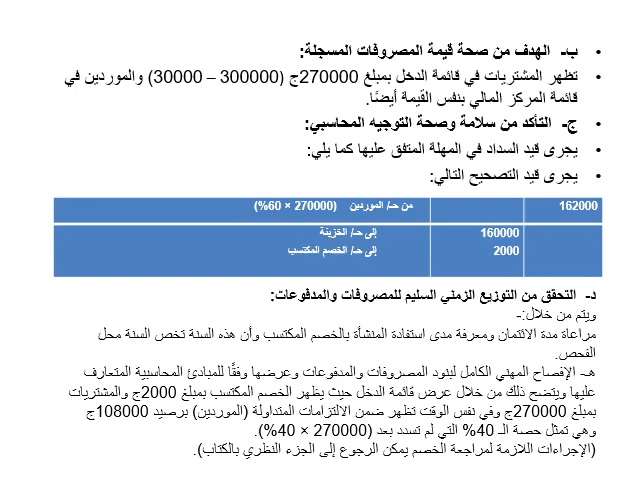 • ب- الهدف من صحة قيمة المصروفات المسجلة:
• تظهر المشتريات في قائمة الدخل بمبلغ 270000ج (300000 – 30000) والموردين في
قائمة المركز المالي بنفس القيمة أيضًا.
• ج- التأكد من سلامة وصحة التوجيه المحاسبي:
• يجرى قيد السداد في المهلة المتفق عليها كما يلي:
• يجرى قيد التصحيح التالي:
162000 من حـ/ الموردين (270000 × 60%)
160000 إلى حـ/ الخزينة
2000 إلى حـ/ الخصم المكتسب
د- التحقق من التوزيع الزمني السليم للمصروفات والمدفوعات:
ويتم من خلال:-
مراعاة مدة الائتمان ومعرفة مدى استفادة المنشأة بالخصم المكتسب وأن هذه السنة تخص السنة محل
الفحص.
هـ- الإفصاح المهني الكامل لبنود المصروفات والمدفوعات وعرضها وفقًا للمبادئ المحاسبية المتعارف
عليها ويتضح ذلك من خلال عرض قائمة الدخل حيث يظهر الخصم المكتسب بمبلغ 2000ج والمشتريات
بمبلغ 270000ج وفي نفس الوقت تظهر ضمن الالتزامات المتداولة (الموردين) برصيد 108000ج
وهي تمثل حصة الـ 40% التي لم تسدد بعد (270000 × 40%).
(الإجراءات اللازمة لمراجعة الخصم يمكن الرجوع إلى الجزء النظري بالكتاب).